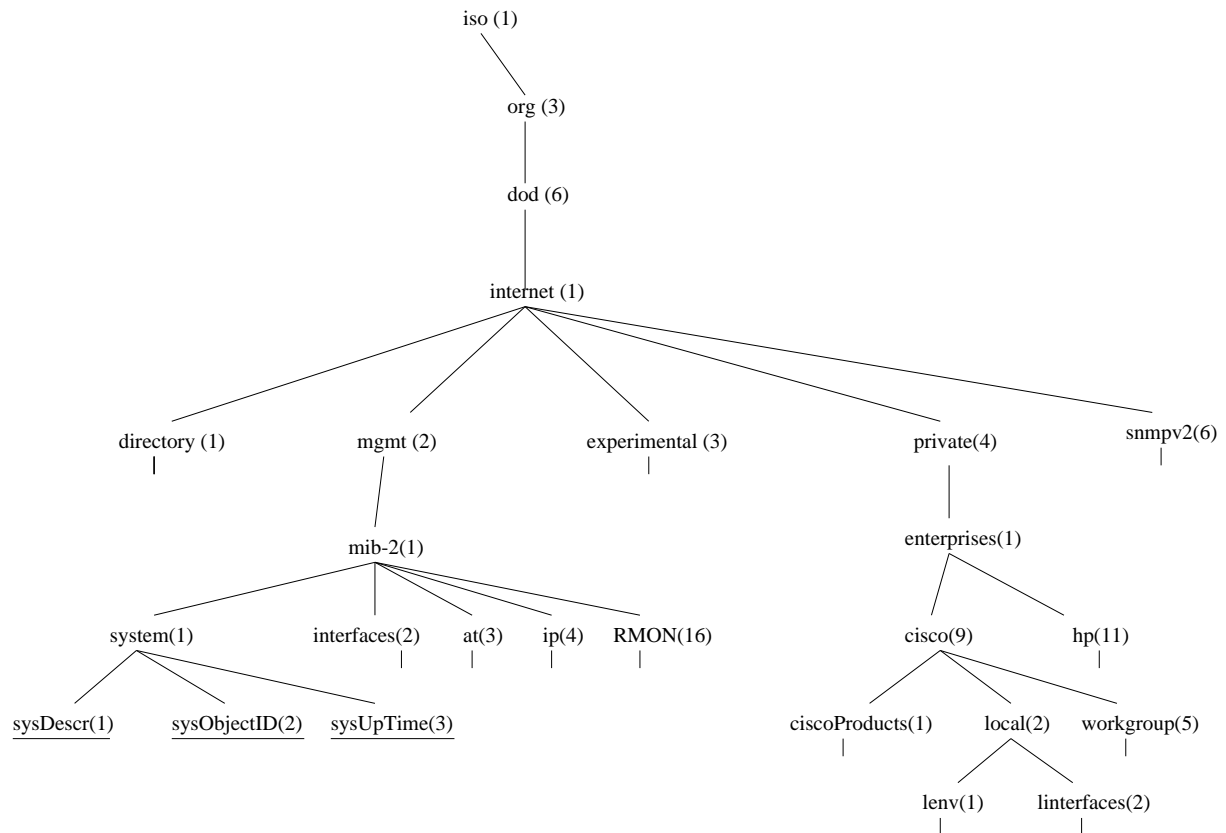 iso (1)
org (3)
dod (6)
internet (1)
directory (1) mgmt (2) experimental (3) private(4) snmpv2(6)
mib-2(1) enterprises(1)
system(1) interfaces(2) at(3) ip(4) RMON(16) cisco(9) hp(11)
sysDescr(1) sysObjectID(2) sysUpTime(3) ciscoProducts(1) local(2) workgroup(5)
lenv(1) linterfaces(2)